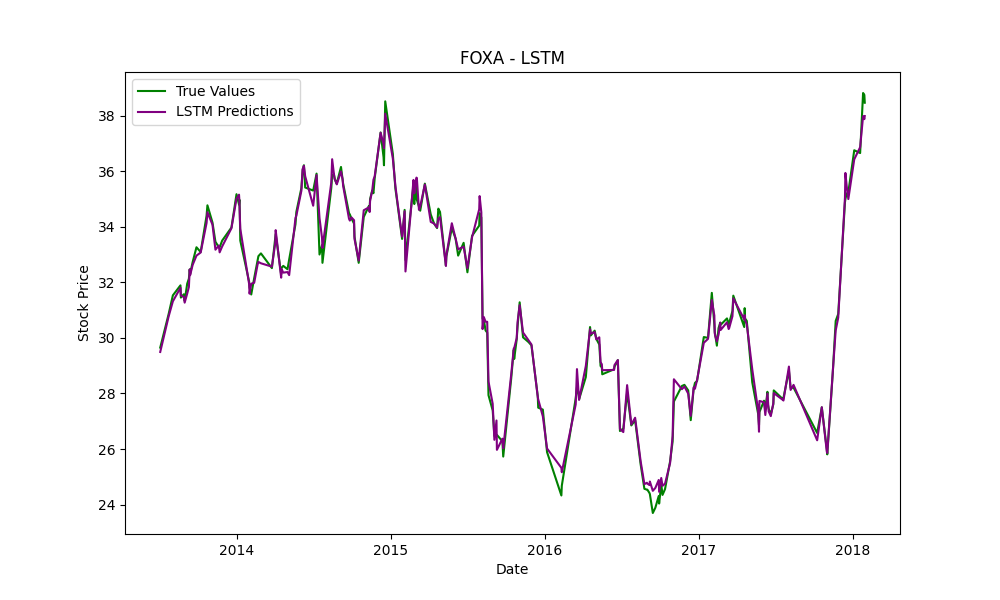 FOXA - LSTM
True Values
LSTM Predictions
38
36
34
32
30
28
26
24
Stock Price
2014 2015 2016 2017 2018
Date